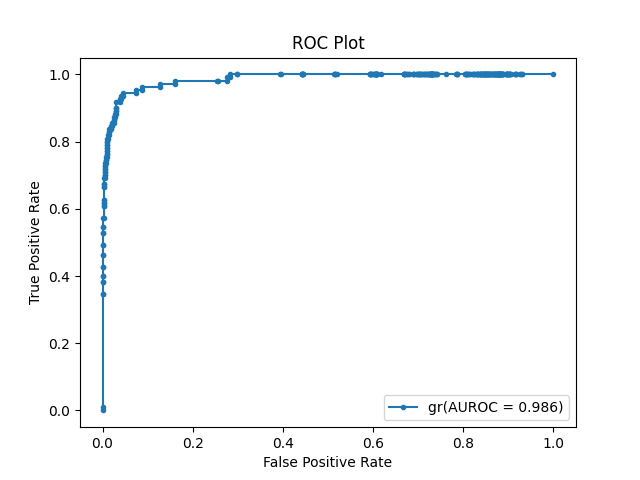 ROC Plot
True Positive Rate
1.0
0.8
0.6
0.4
0.2
0.0
gr(AUROC = 0.986)
0.0 0.2 0.4 0.6 0.8 1.0
False Positive Rate